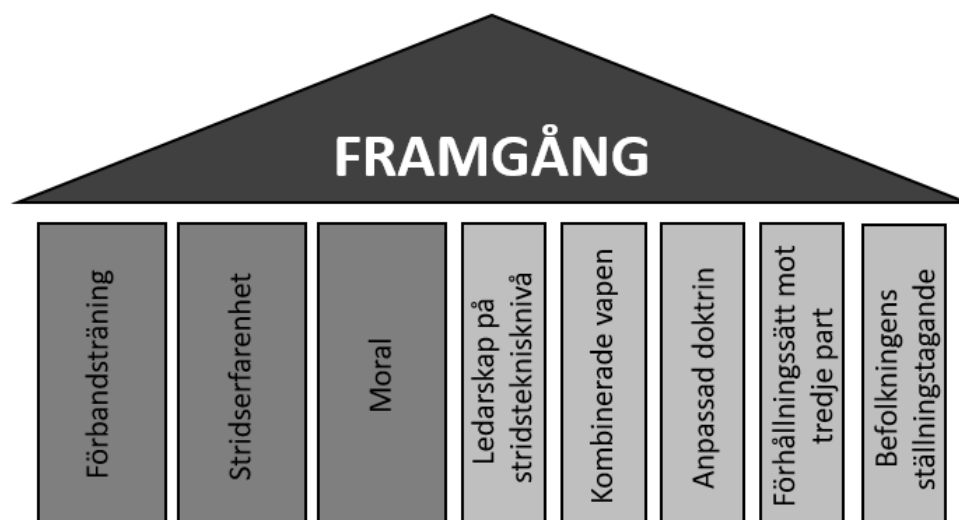 FRAMGÅNG
Förbandsträning
Stridserfarenhet
Moral
Ledarskap på
stridsteknisknivå
Kombinerade vapen
Anpassad doktrin
Förhållningssätt mot
tredje part
Befolkningens
ställningstagande